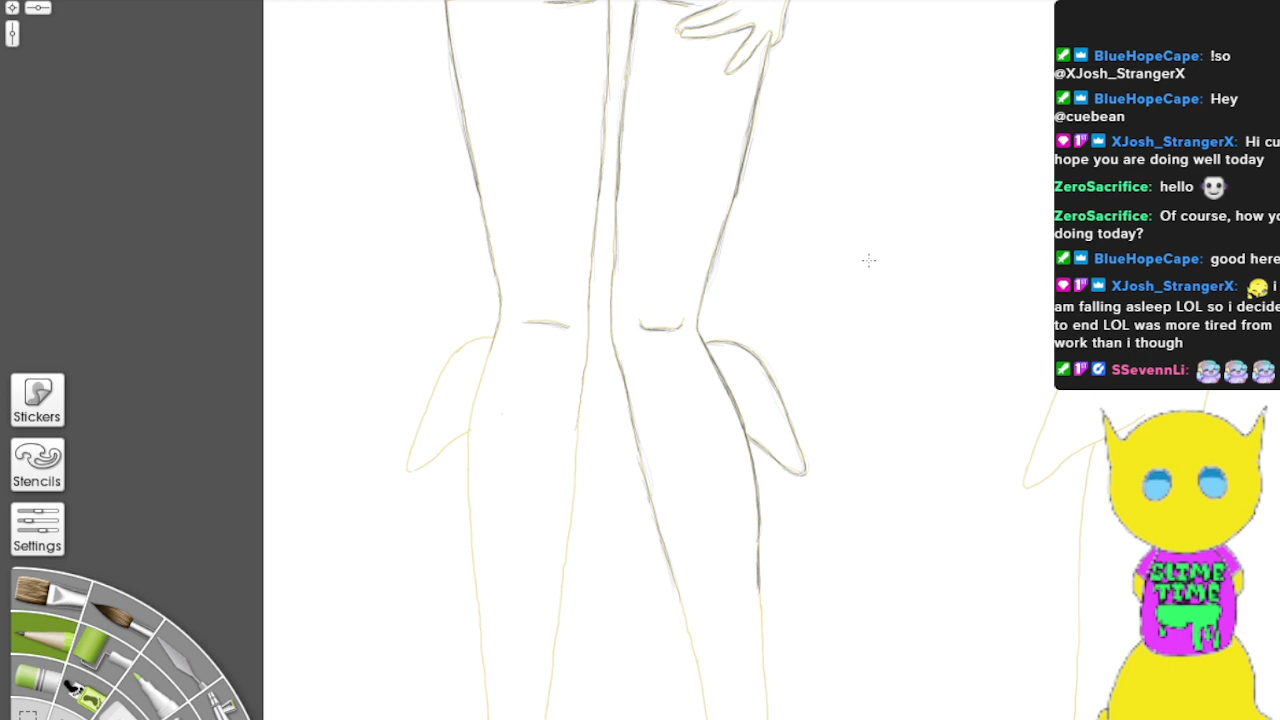 BlueHopeCape: !so
@XJosh_StrangerX
BlueHopeCape: Hey
@cuebean
XJosh_StrangerX: Hi cu
hope you are doing well today
ZeroSacrifice: hello
ZeroSacrifice: Of course, how yo
doing today?
BlueHopeCape: good here
XJosh_StrangerX: i
am falling asleep LOL so i decide
to end LOL was more tired from
work than i though
SSevennLi:
Stickers
Stencils
Settings
SLIME
TIME